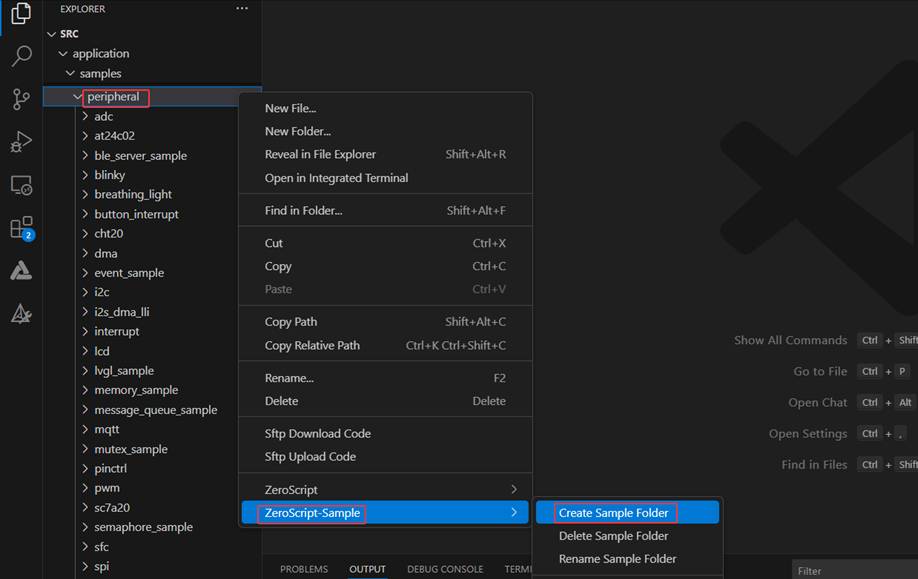 EXPLORER
SRC
application
samples
peripheral
adc
at24c02
ble_server_sample
blinky
breathing_light
button_interrupt
cht20
dma
event_sample
i2c
i2s_dma_lli
interrupt
lcd
lvgl_sample
memory_sample
message_queue_sample
mqtt
mutex_sample
pinctrl
pwm
sc7a20
semaphore_sample
sfc
spi
2
New File...
New Folder...
Reveal in File Explorer Shift+Alt+R
Open in Integrated Terminal
Find in Folder... Shift+Alt+F
Cut Ctrl+X
Copy Ctrl+C
Paste Ctrl+V
Copy Path Shift+Alt+C
Copy Relative Path Ctrl+K Ctrl+Shift+C
Rename... F2
Delete Delete
Sftp Download Code
Sftp Upload Code
ZeroScript
ZeroScript-Sample
Create Sample Folder
Delete Sample Folder
Rename Sample Folder
Show All Commands Ctrl + Shif
Go to File Ctrl + P
Open Chat Ctrl + Alt
Open Settings Ctrl + ,
Find in Files Ctrl + Shif
PROBLEMS OUTPUT DEBUG CONSOLE TERM
Filter